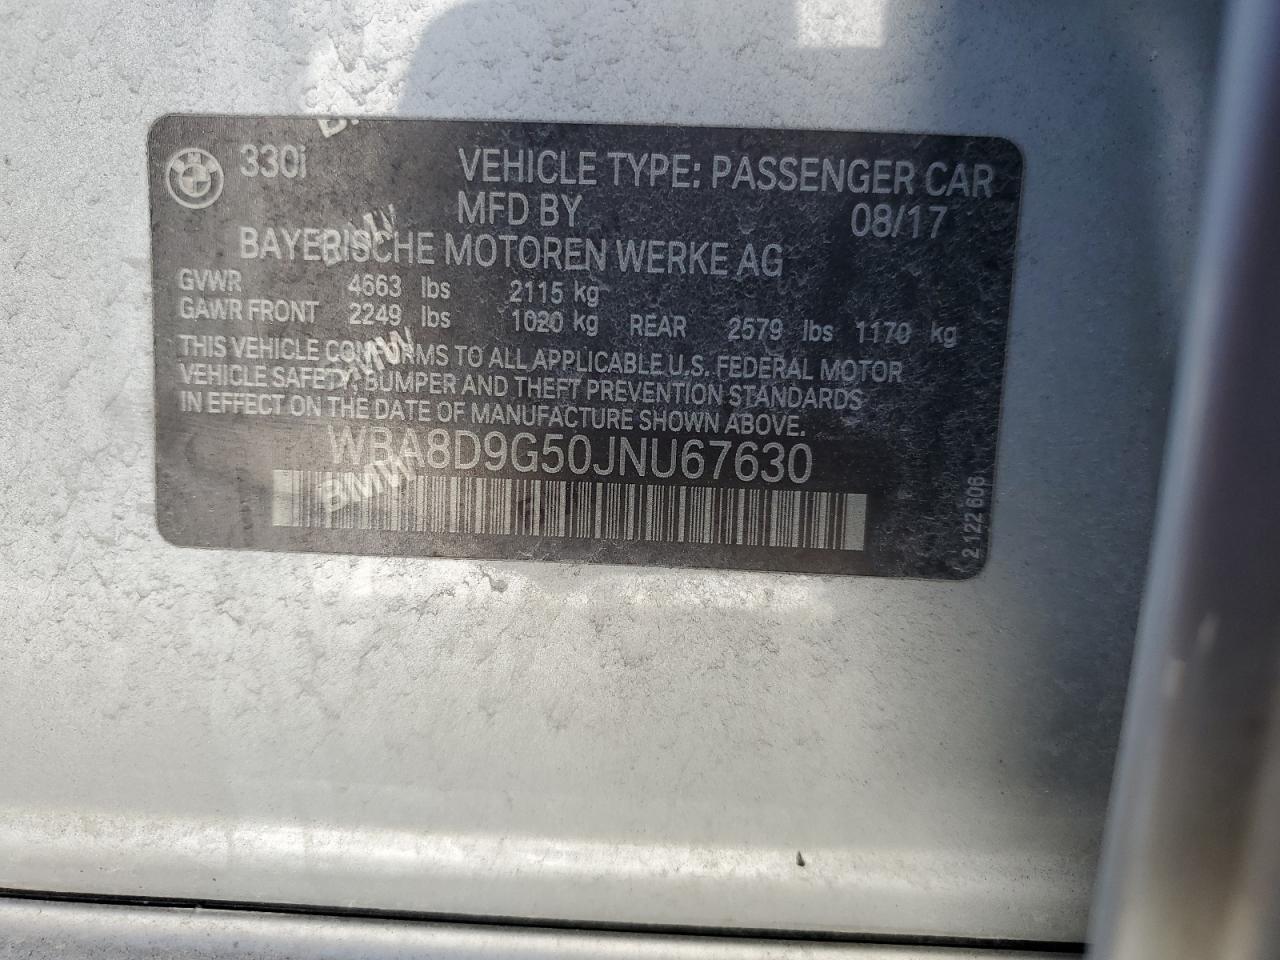 330i VEHICLE TYPE: PASSENGER CAR
MFD BY 08/17
BAYERISCHE MOTOREN WERKE AG
GVWR 4663 lbs 2115 kg
GAWR FRONT 2249 lbs 1020 kg REAR 2579 lbs 1170 kg
THIS VEHICLE CONFORMS TO ALL APPLICABLE U.S. FEDERAL MOTOR
VEHICLE SAFETY, BUMPER AND THEFT PREVENTION STANDARDS
IN EFFECT ON THE DATE OF MANUFACTURE SHOWN ABOVE.
WBA8D9G50JNU67630
2 122 606
BMW
BMW
BMW